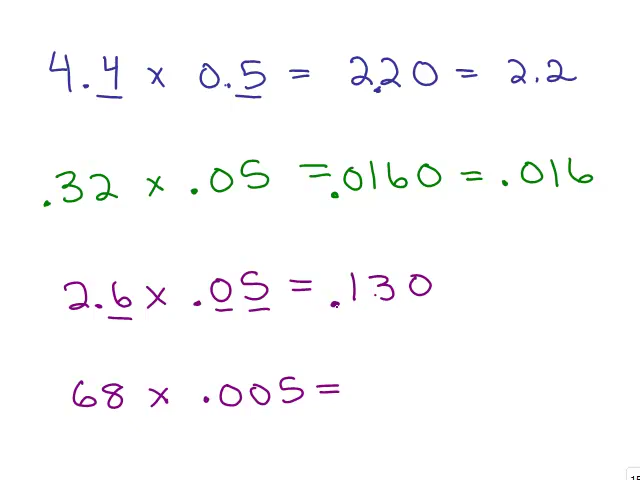 4.4 x 0.5 = 2.20 = 2.2
.32 x .05 = .0160 = .016
2.6 x .05 = .130
68 x .005 =